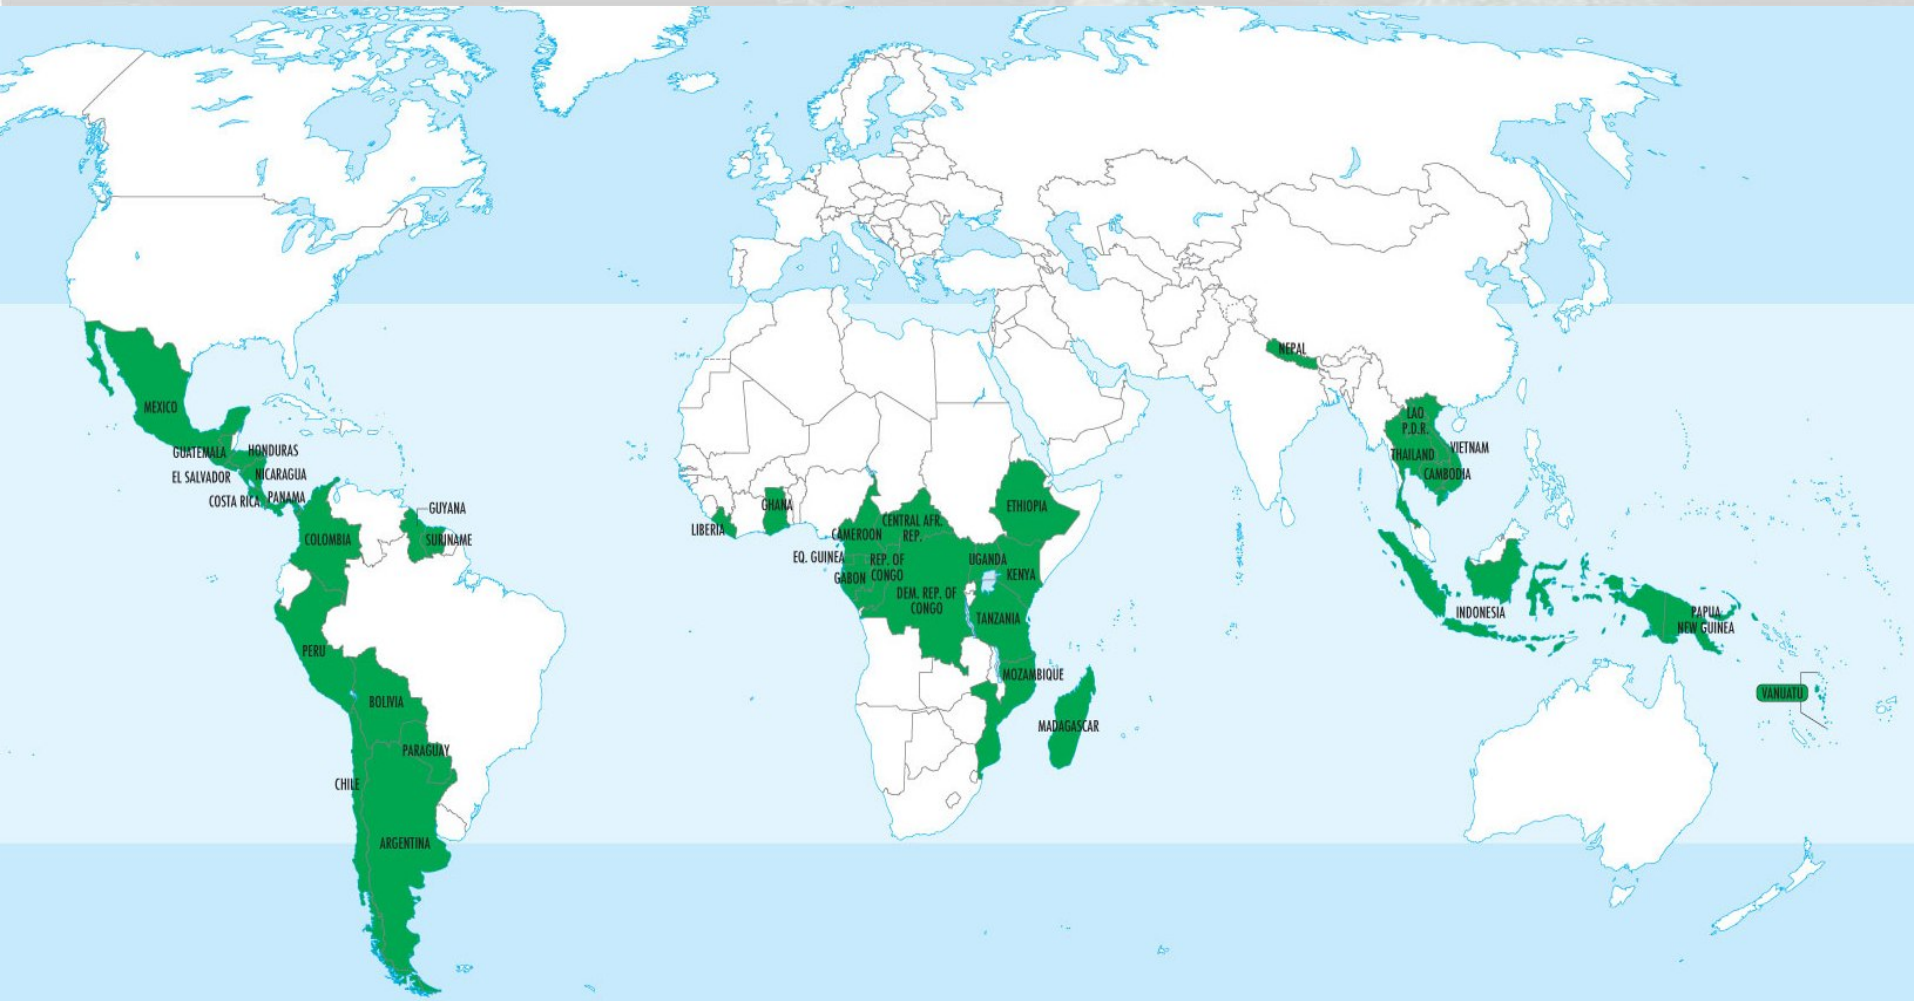 MEXICO
GUATEMALA
HONDURAS
EL SALVADOR
NICARAGUA
COSTA RICA
PANAMA
COLOMBIA
GUYANA
SURINAME
PERU
BOLIVIA
PARAGUAY
CHILE
ARGENTINA
LIBERIA
GHANA
CAMEROON
CENTRAL AFR.
REP.
ETHIOPIA
EQ. GUINEA
GABON
REP. OF
CONGO
DEM. REP. OF
CONGO
UGANDA
KENYA
TANZANIA
MOZAMBIQUE
MADAGASCAR
NEPAL
LAO
P.D.R.
THAILAND
VIETNAM
CAMBODIA
INDONESIA
PAPUA
NEW GUINEA
VANUATU